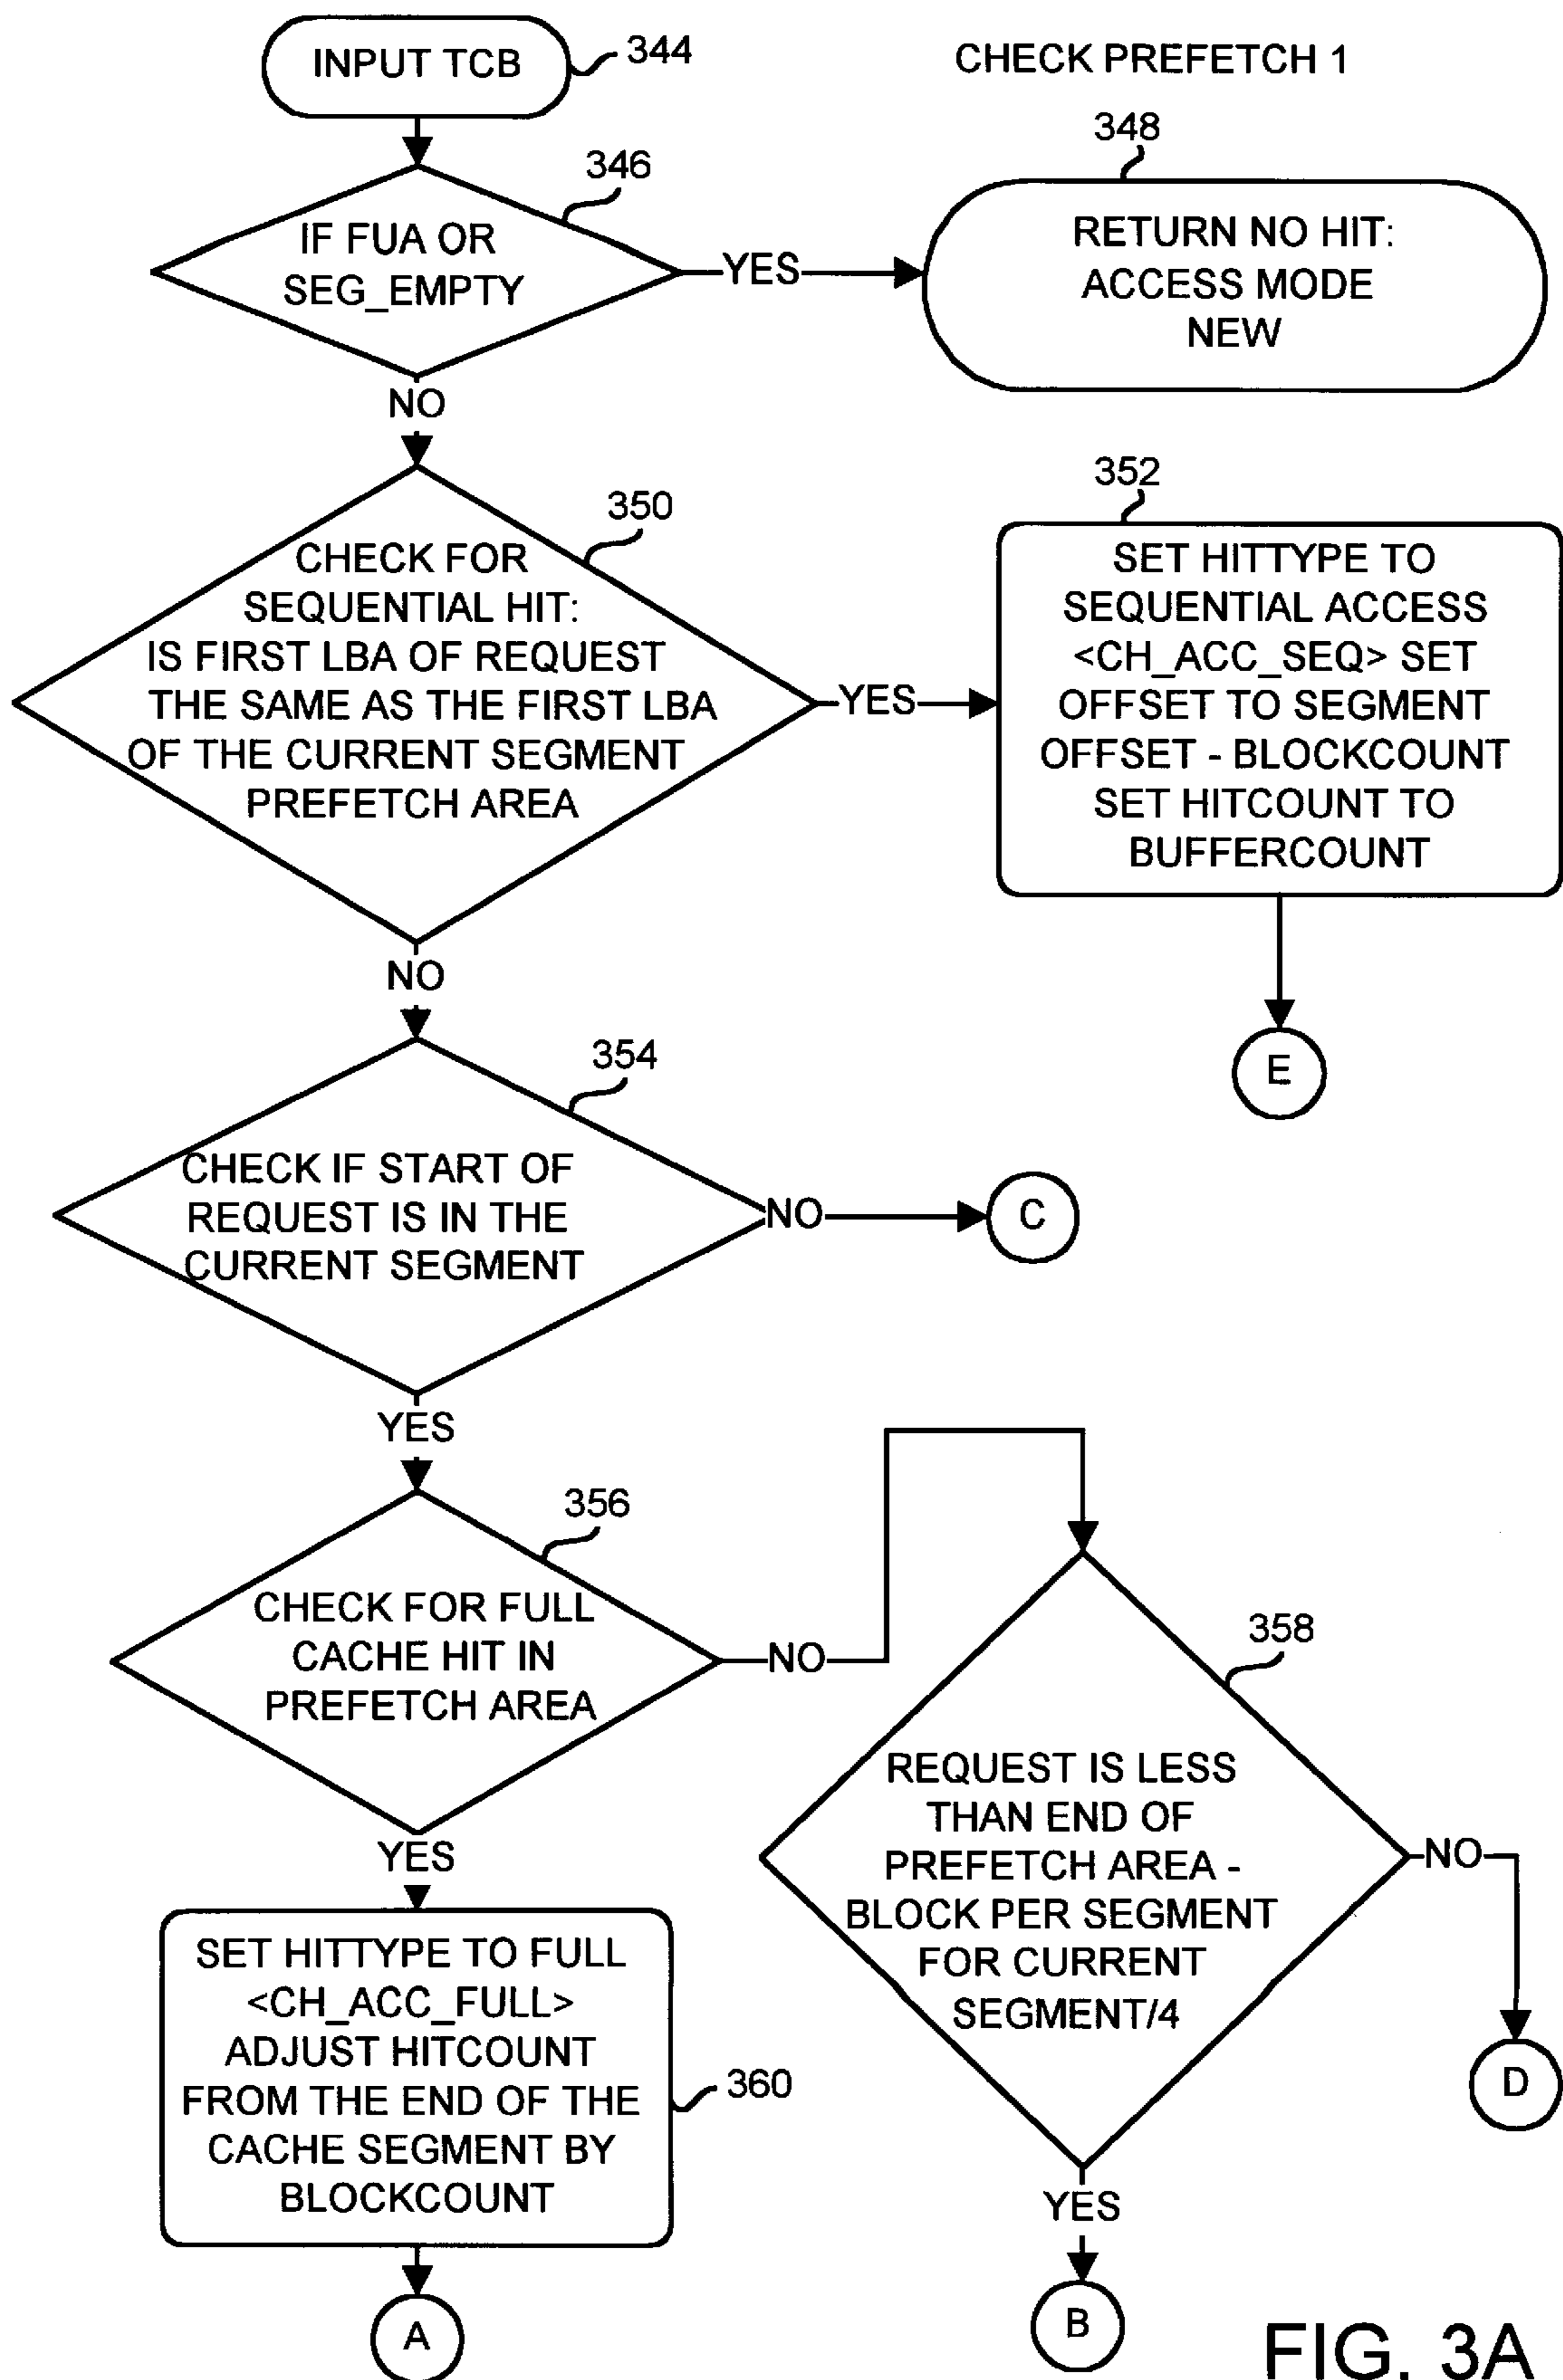 INPUT TCB
344
CHECK PREFETCH 1
346
IF FUA OR
SEG_EMPTY
YES
348
RETURN NO HIT:
ACCESS MODE
NEW
NO
350
CHECK FOR
SEQUENTIAL HIT:
IS FIRST LBA OF REQUEST
THE SAME AS THE FIRST LBA
OF THE CURRENT SEGMENT
PREFETCH AREA
YES
352
SET HITTYPE TO
SEQUENTIAL ACCESS
<CH_ACC_SEQ> SET
OFFSET TO SEGMENT
OFFSET - BLOCKCOUNT
SET HITCOUNT TO
BUFFERCOUNT
E
NO
354
CHECK IF START OF
REQUEST IS IN THE
CURRENT SEGMENT
NO
C
YES
356
CHECK FOR FULL
CACHE HIT IN
PREFETCH AREA
NO
358
REQUEST IS LESS
THAN END OF
PREFETCH AREA -
BLOCK PER SEGMENT
FOR CURRENT
SEGMENT/4
NO
D
YES
B
YES
SET HITTYPE TO FULL
<CH_ACC_FULL>
ADJUST HITCOUNT
FROM THE END OF THE
CACHE SEGMENT BY
BLOCKCOUNT
360
A
FIG. 3A